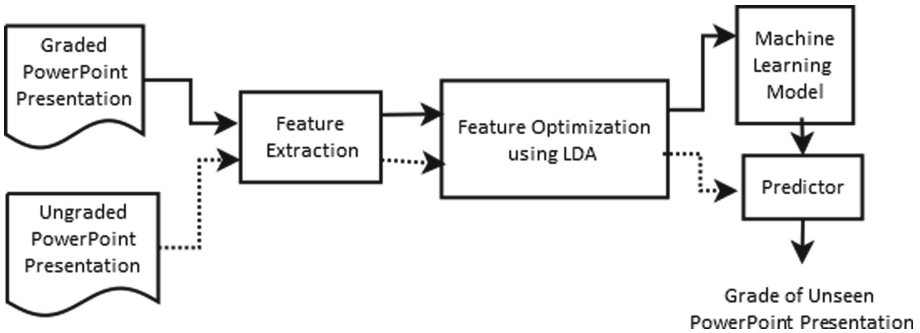 Graded
PowerPoint
Presentation
Ungraded
PowerPoint
Presentation
Feature
Extraction
Feature Optimization
using LDA
Machine
Learning
Model
Predictor
Grade of Unseen
PowerPoint Presentation